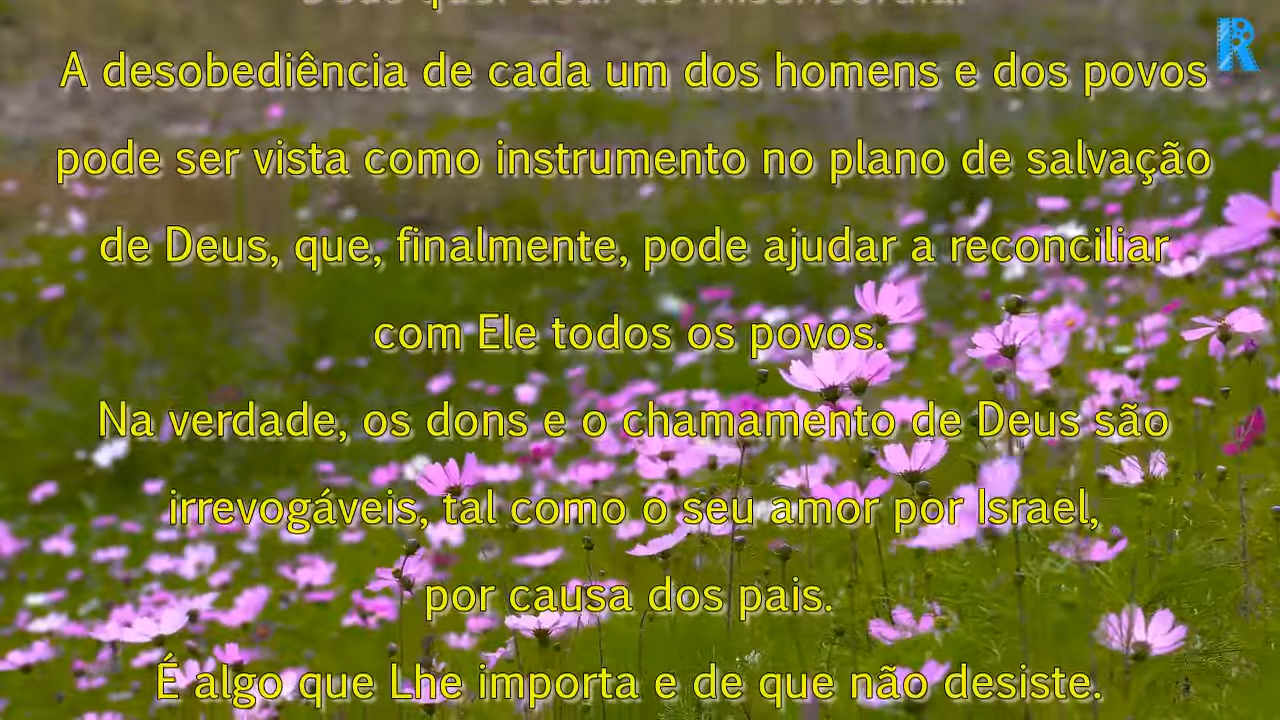 A desobediência de cada um dos homens e dos povos
pode ser vista como instrumento no plano de salvação
de Deus, que, finalmente, pode ajudar a reconciliar
com Ele todos os povos.
Na verdade, os dons e o chamamento de Deus são
irrevogáveis, tal como o seu amor por Israel,
por causa dos pais.
É algo que Lhe importa e de que não desiste.